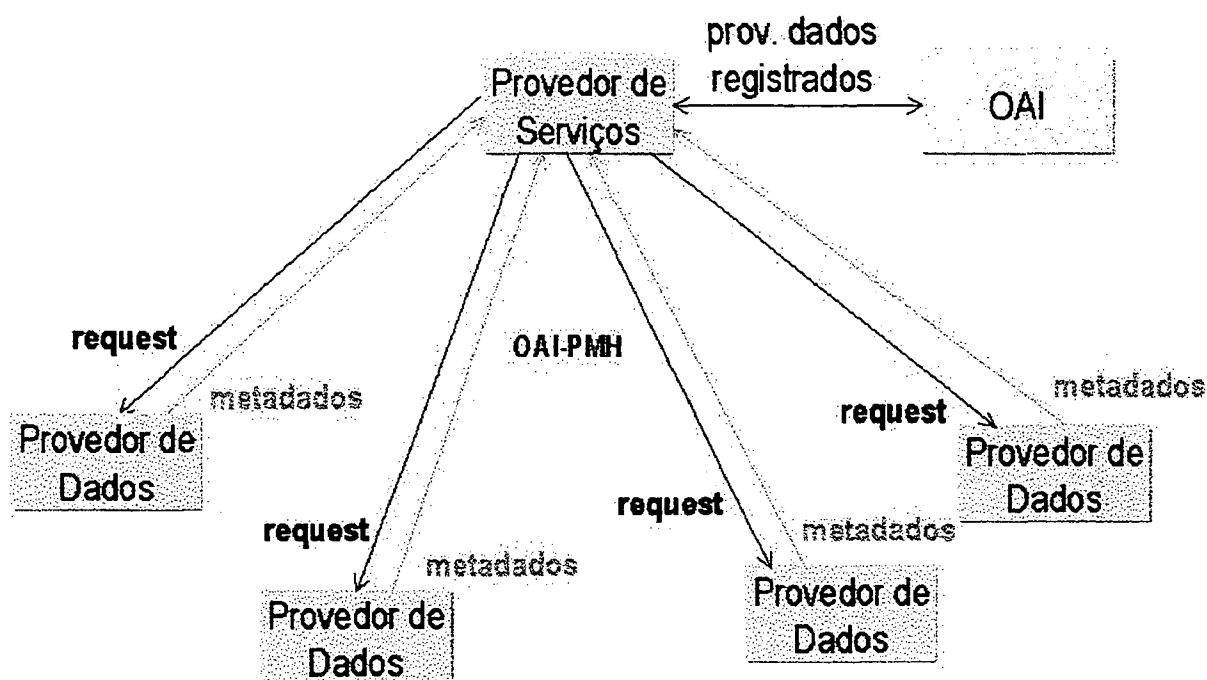 prov. dados
registrados
Provedor de
Serviços
OAI
request
OAI-PMH
metadados
metadados
request
Provedor de
Dados
Provedor de
Dados
request
request
metadados
metadados
Provedor de
Dados
Provedor de
Dados